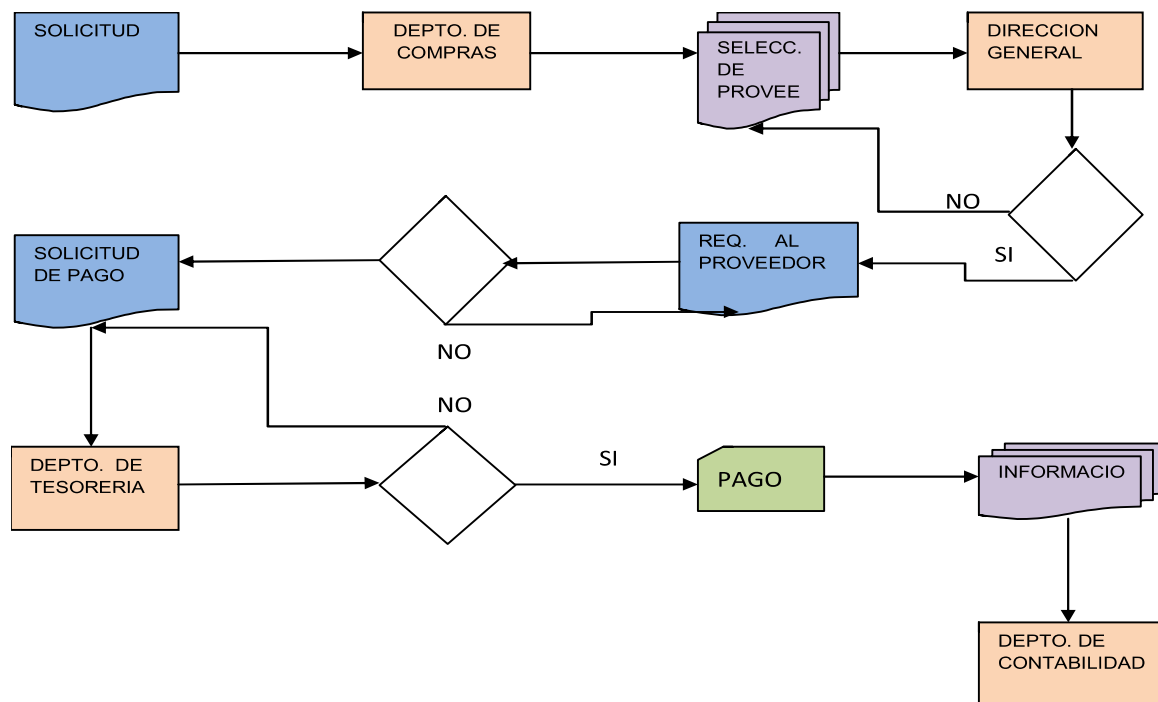 SOLICITUD
DEPTO. DE
COMPRAS
SELECC.
DE
PROVEE
DIRECCION
GENERAL
NO
SI
REQ. AL
PROVEEDOR
SOLICITUD
DE PAGO
NO
NO
DEPTO. DE
TESORERIA
SI
PAGO
INFORMACIO
DEPTO. DE
CONTABILIDAD